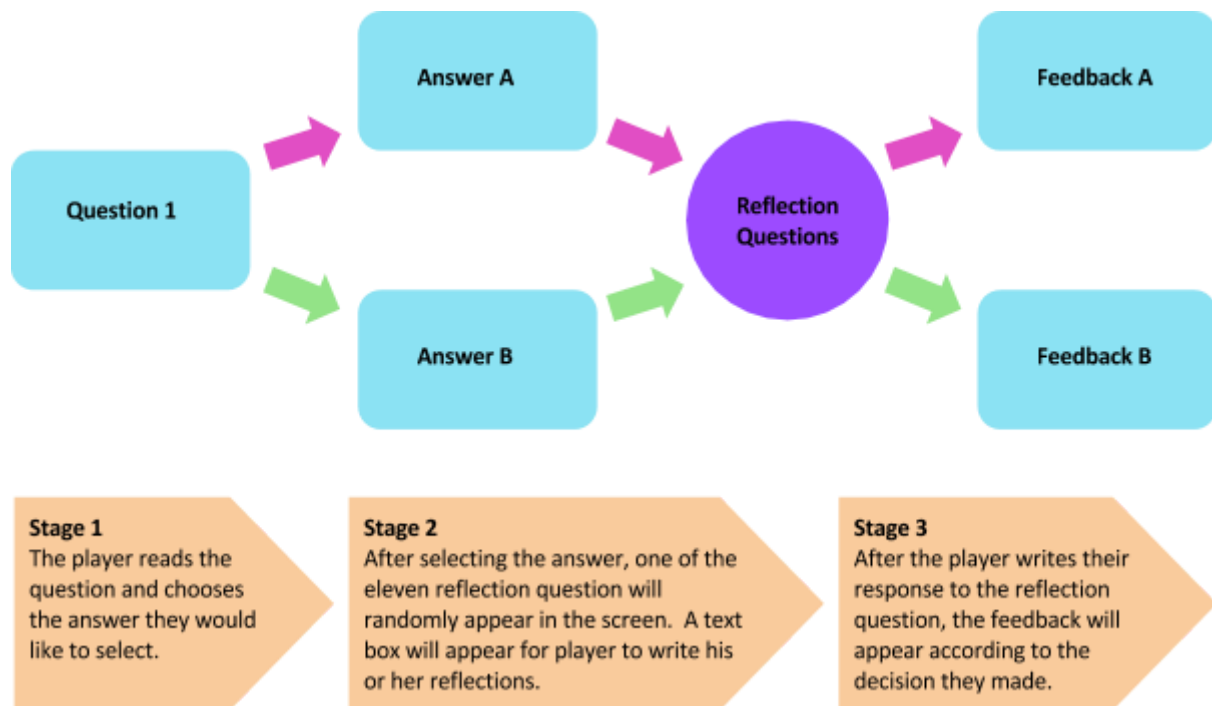 Answer A
Feedback A
Question 1
Reflection
Questions
Answer B
Feedback B
Stage 1
The player reads the
question and chooses
the answer they would
like to select.
Stage 2
After selecting the answer, one of the
eleven reflection question will
randomly appear in the screen.  A text
box will appear for player to write his
or her reflections.
Stage 3
After the player writes their
response to the reflection
question, the feedback will
appear according to the
decision they made.